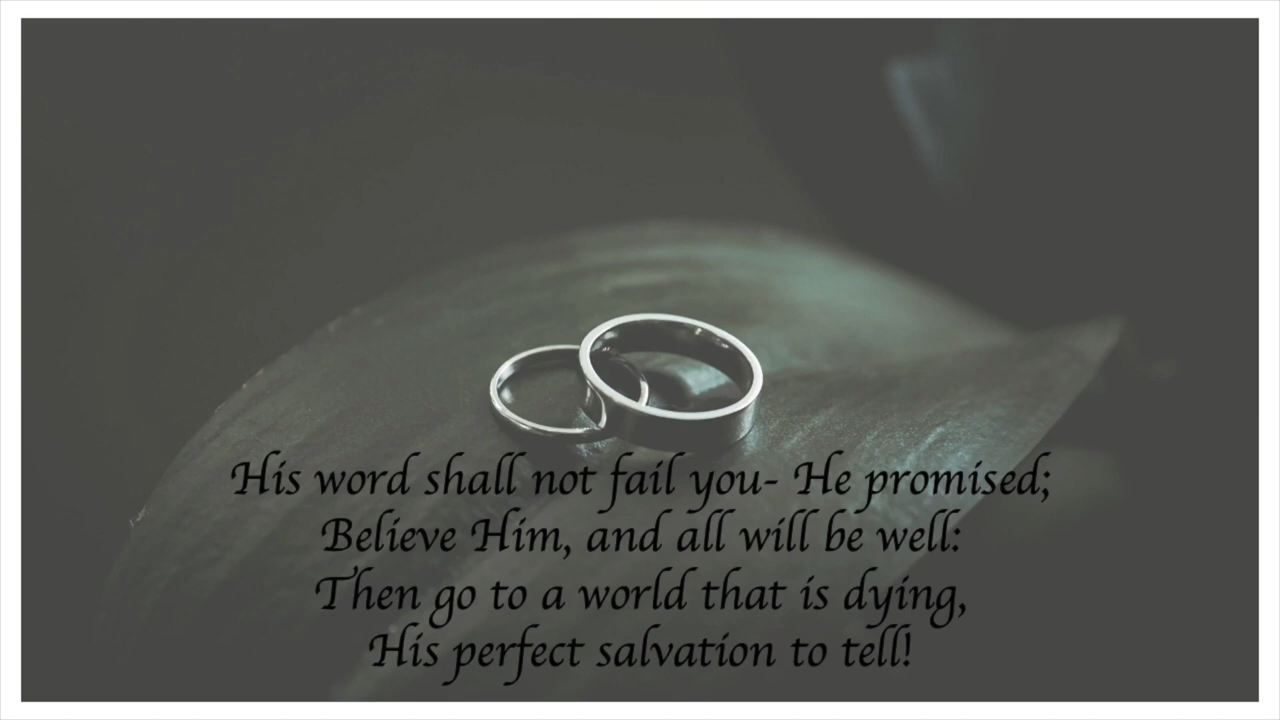 His word shall not fail you- He promised;
Believe Him, and all will be well:
Then go to a world that is dying,
His perfect salvation to tell!